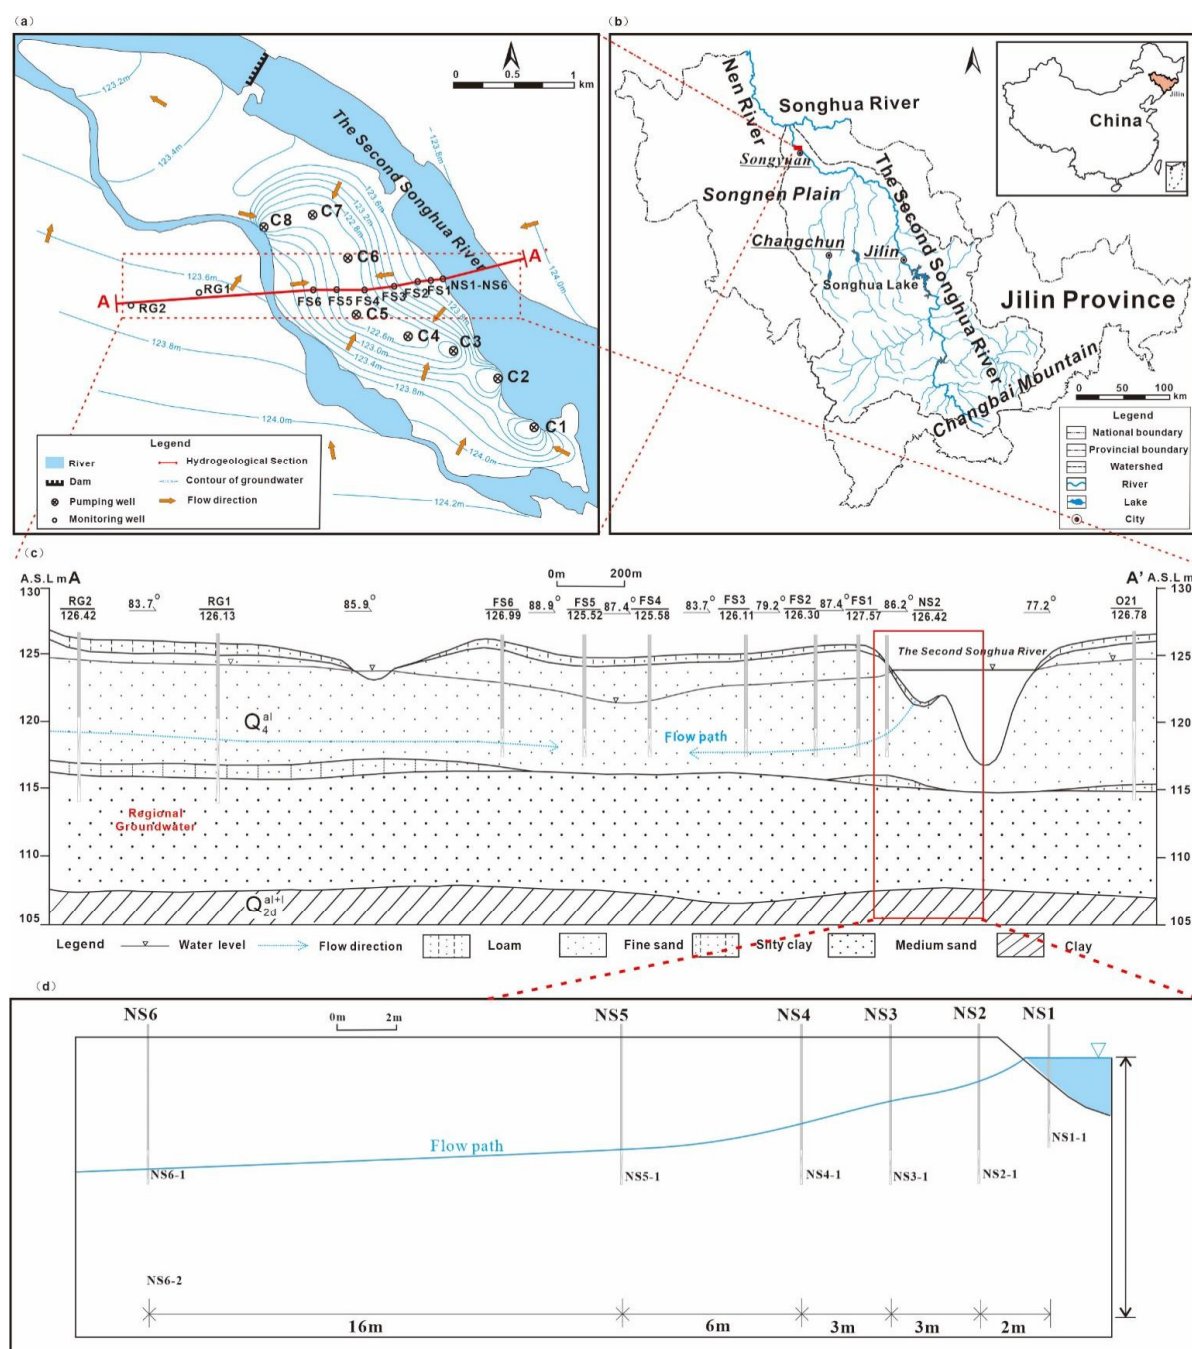 (a)
123.2m
123.4m
The Second Songhua River
0 0.5 1
km
123.8m
123.6m
123.2m
122.8m
C7
C8
C6
A'
124.0m
123.6m
A
RG1
RG2
FS6
FS5
FS4
FS3
FS2
FS1
NS1-NS6
C5
C4
C3
C2
C1
122.6m
123.0m
123.4m
123.8m
123.8m
124.0m
124.0m
124.2m
Legend
River
Dam
Pumping well
Monitoring well
Hydrogeological Section
Contour of groundwater
Flow direction
(b)
Nen River
Songhua River
Songyuan
Songnen Plain
The Second Songhua River
Changchun
Jilin
Songhua Lake
Jilin Province
Changbai Mountain
China
Jilin
0 50 100
km
Legend
National boundary
Provincial boundary
Watershed
River
Lake
City
(c)
A.S.L m A
0m 200m
A' A.S.L m
130
125
120
115
110
105
RG2
126.42
83.7°
RG1
126.13
85.9°
FS6
126.99
88.9°
FS5
125.52
87.4°
FS4
125.58
83.7°
FS3
126.11
79.2°
FS2
126.30
87.4°
FS1
127.57
86.2°
NS2
126.42
77.2°
O21
126.78
130
125
120
115
110
105
The Second Songhua River
Q al 4
Flow path
Regional
Groundwater
Q al+l 2d
Legend Water level Flow direction Loam Fine sand Silty clay Medium sand Clay
(d)
NS6 0m 2m NS5 NS4 NS3 NS2 NS1
Flow path
NS1-1
NS6-1 NS5-1 NS4-1 NS3-1 NS2-1
NS6-2
16m 6m 3m 3m 2m